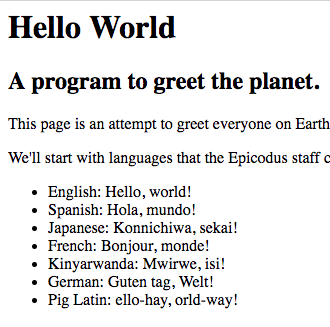 Hello World
A program to greet the planet.
This page is an attempt to greet everyone on Earth
We'll start with languages that the Epicodus staff c
English: Hello, world!
Spanish: Hola, mundo!
Japanese: Konnichiwa, sekai!
French: Bonjour, monde!
Kinyarwanda: Mwirwe, isi!
German: Guten tag, Welt!
Pig Latin: ello-hay, orld-way!